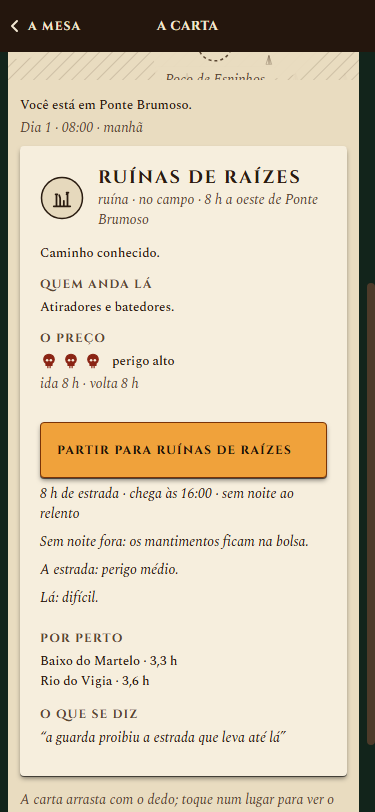 A MESA
A CARTA
Poço de Espinhos
Você está em Ponte Brumoso.
Dia 1 · 08:00 · manhã
RUÍNAS DE RAÍZES
ruína · no campo · 8 h a oeste de Ponte
Brumoso
Caminho conhecido.
QUEM ANDA LÁ
Atiradores e batedores.
O PREÇO
perigo alto
ida 8 h · volta 8 h
PARTIR PARA RUÍNAS DE RAÍZES
8 h de estrada · chega às 16:00 · sem noite ao
relento
Sem noite fora: os mantimentos ficam na bolsa.
A estrada: perigo médio.
Lá: difícil.
POR PERTO
Baixo do Martelo · 3,3 h
Rio do Vigia · 3,6 h
O QUE SE DIZ
“a guarda proibiu a estrada que leva até lá”
A carta arrasta com o dedo; toque num lugar para ver o